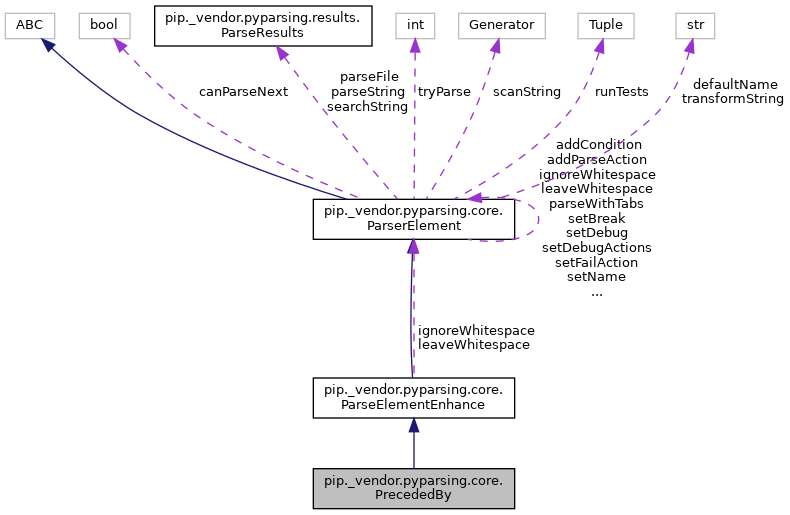 ABC
bool
pip._vendor.pyparsing.results.
ParseResults
int
Generator
Tuple
str
canParseNext
parseFile
parseString
searchString
tryParse
scanString
runTests
defaultName
transformString
addCondition
addParseAction
ignoreWhitespace
leaveWhitespace
parseWithTabs
setBreak
setDebug
setDebugActions
setFailAction
setName
...
pip._vendor.pyparsing.core.
ParserElement
ignoreWhitespace
leaveWhitespace
pip._vendor.pyparsing.core.
ParseElementEnhance
pip._vendor.pyparsing.core.
PrecededBy